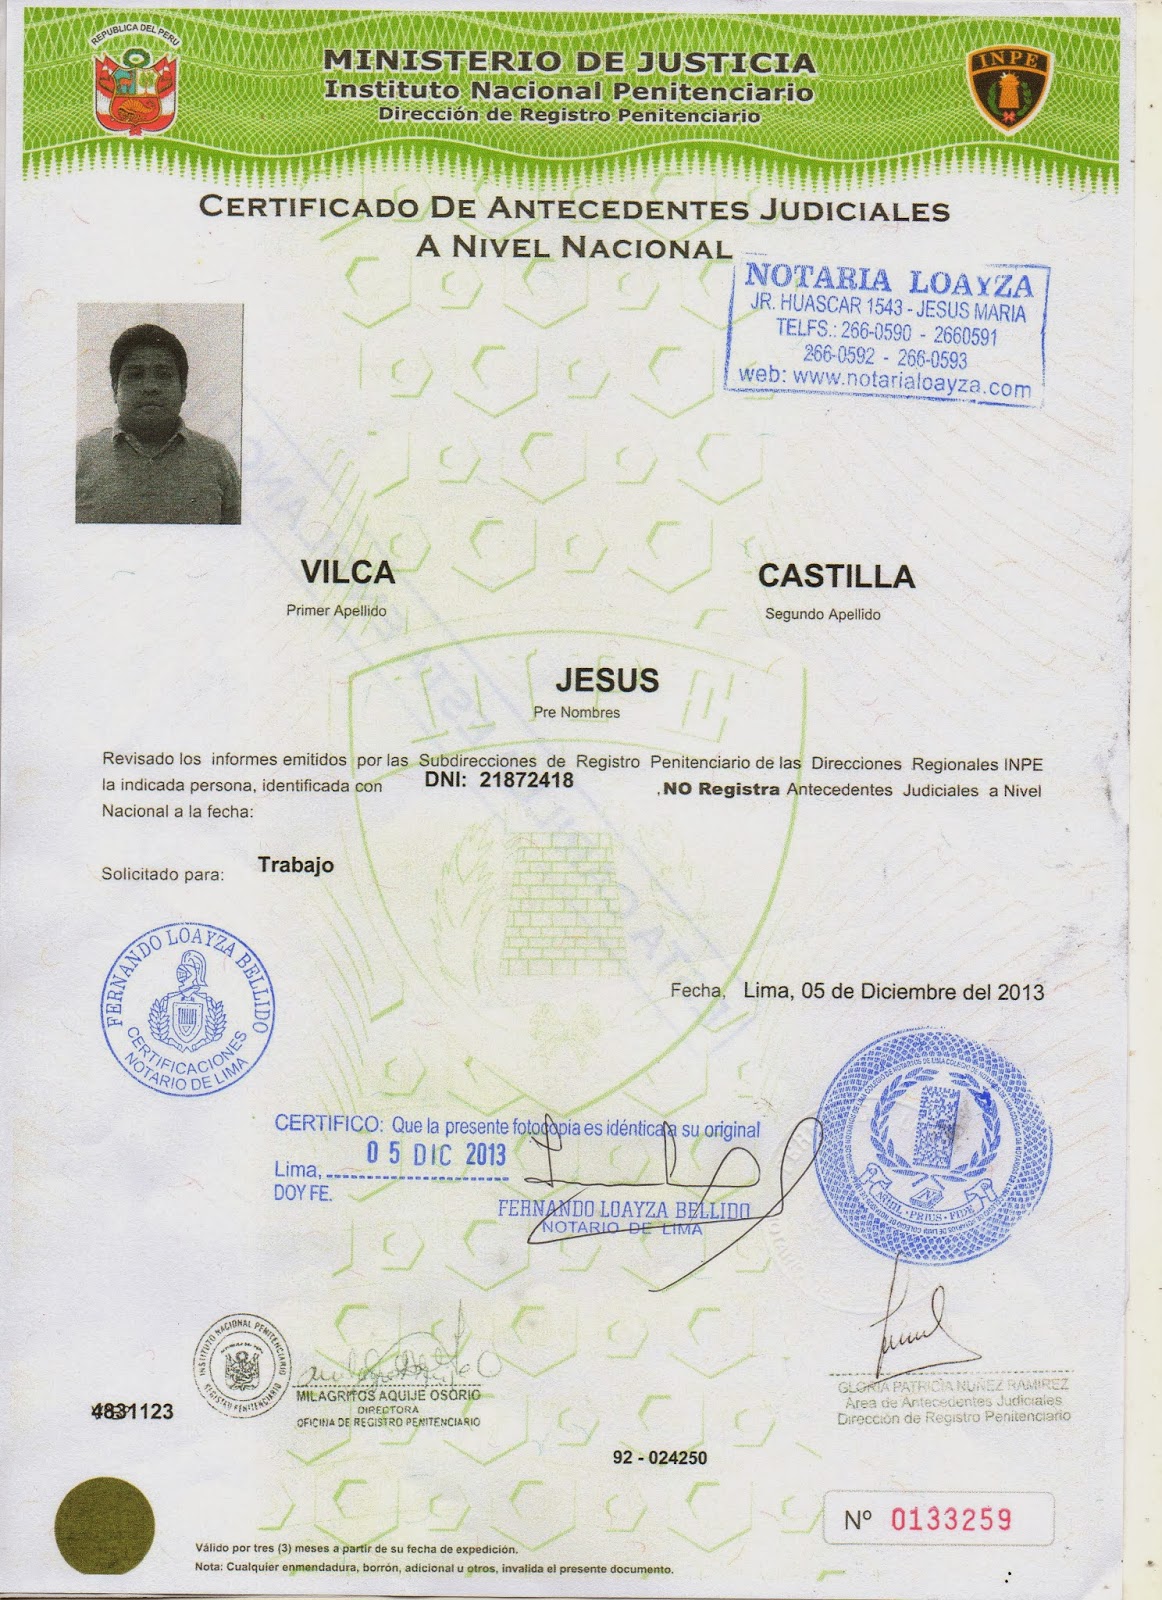 REPUBLICA DEL PERU
MINISTERIO DE JUSTICIA
Instituto Nacional Penitenciario
Dirección de Registro Penitenciario
INPE
CERTIFICADO DE ANTECEDENTES JUDICIALES
A NIVEL NACIONAL
NOTARIA LOAYZA
JR. HUASCAR 1543 - JESUS MARIA
TELFS.: 266-0590 - 2660591
266-0592 - 266-0593
web: www.notarialoayza.com
VILCA CASTILLA
Primer Apellido Segundo Apellido
JESUS
Pre Nombres
Revisado los informes emitidos por las Subdirecciones de Registro Penitenciario de las Direcciones Regionales INPE
la indicada persona, identificada con DNI: 21872418 ,NO Registra Antecedentes Judiciales a Nivel
Nacional a la fecha:
Solicitado para: Trabajo
FERNANDO LOAYZA BELLIDO
CERTIFICACIONES
NOTARIO DE LIMA
Fecha, Lima, 05 de Diciembre del 2013
CERTIFICO: Que la presente fotocopia es idéntica a su original
Lima, 05 DIC 2013
DOY FE.
FERNANDO LOAYZA BELLIDO
NOTARIO DE LIMA
NIHIL · PRIUS · FIDE
INSTITUTO NACIONAL PENITENCIARIO
REGISTRO PENITENCIARIO
MILAGRITOS AQUIJE OSORIO
DIRECTORA
OFICINA DE REGISTRO PENITENCIARIO
GLORIA PATRICIA NUÑEZ RAMIREZ
Area de Antecedentes Judiciales
Dirección de Registro Penitenciario
4831123
92 - 024250
Nº 0133259
Válido por tres (3) meses a partir de su fecha de expedición.
Nota: Cualquier enmendadura, borrón, adicional u otros, invalida el presente documento.